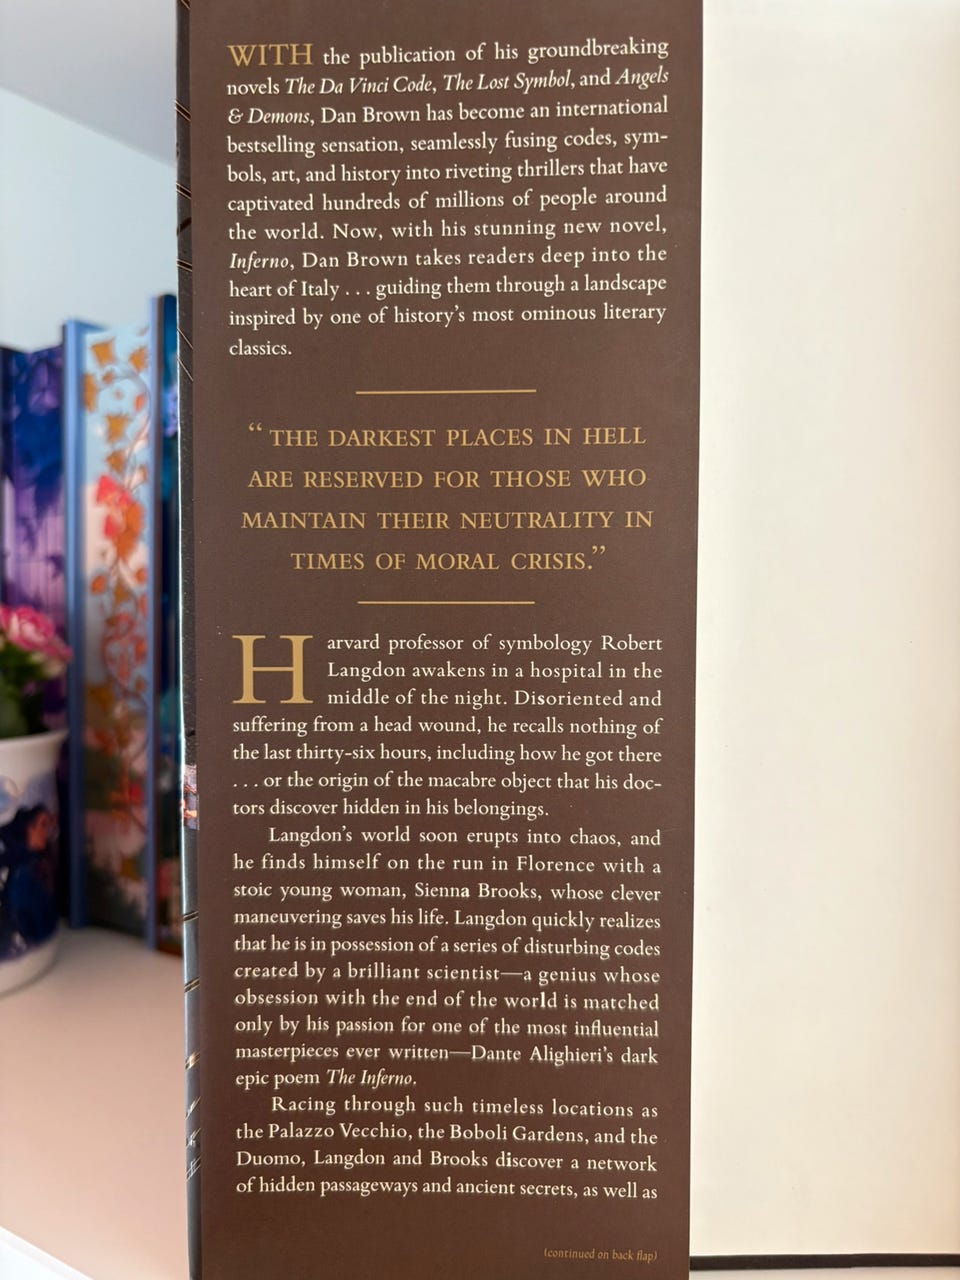 WITH the publication of his groundbreaking
novels The Da Vinci Code, The Lost Symbol, and Angels
& Demons, Dan Brown has become an international
bestselling sensation, seamlessly fusing codes, sym-
bols, art, and history into riveting thrillers that have
captivated hundreds of millions of people around
the world. Now, with his stunning new novel,
Inferno, Dan Brown takes readers deep into the
heart of Italy . . . guiding them through a landscape
inspired by one of history’s most ominous literary
classics.
“THE DARKEST PLACES IN HELL
ARE RESERVED FOR THOSE WHO
MAINTAIN THEIR NEUTRALITY IN
TIMES OF MORAL CRISIS.”
Harvard professor of symbology Robert
Langdon awakens in a hospital in the
middle of the night. Disoriented and
suffering from a head wound, he recalls nothing of
the last thirty-six hours, including how he got there
. . . or the origin of the macabre object that his doc-
tors discover hidden in his belongings.
Langdon’s world soon erupts into chaos, and
he finds himself on the run in Florence with a
stoic young woman, Sienna Brooks, whose clever
maneuvering saves his life. Langdon quickly realizes
that he is in possession of a series of disturbing codes
created by a brilliant scientist—a genius whose
obsession with the end of the world is matched
only by his passion for one of the most influential
masterpieces ever written—Dante Alighieri’s dark
epic poem The Inferno.
Racing through such timeless locations as
the Palazzo Vecchio, the Boboli Gardens, and the
Duomo, Langdon and Brooks discover a network
of hidden passageways and ancient secrets, as well as
(continued on back flap)